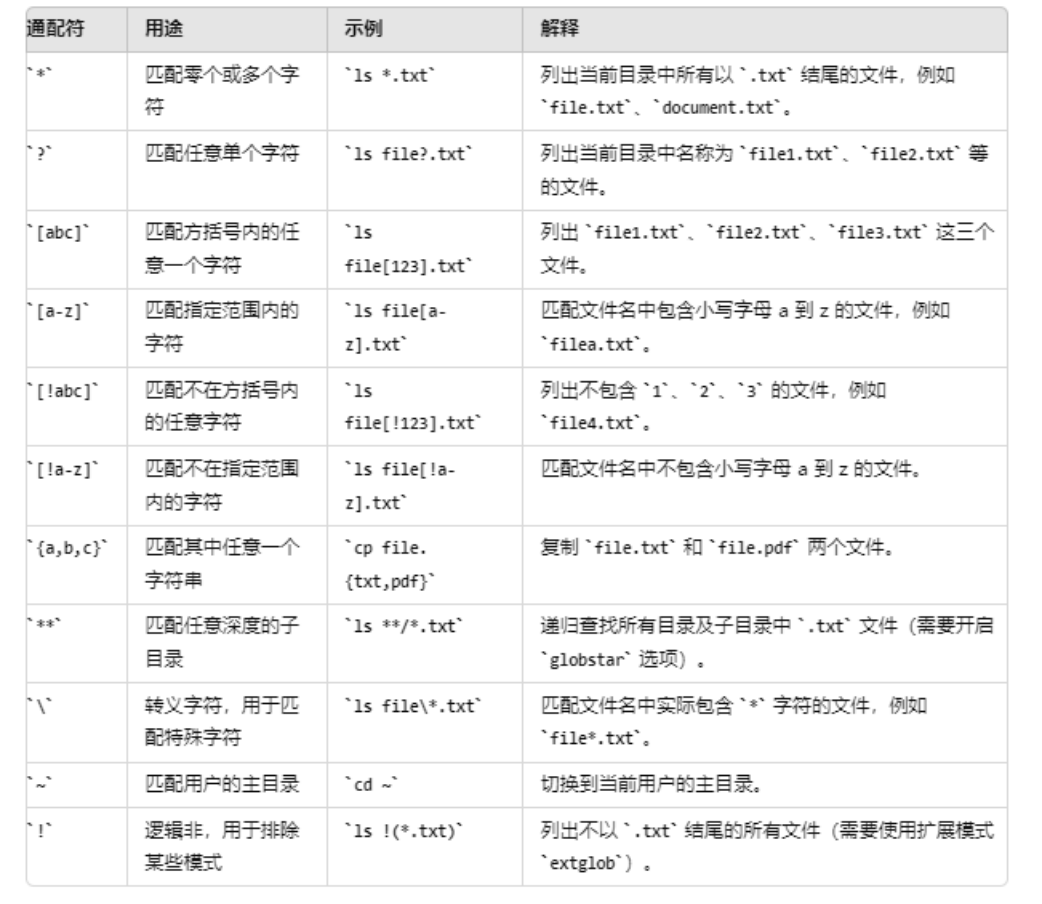 通配符 用途 示例 解释
`*` 匹配零个或多个字 `ls *.txt` 列出当前目录中所有以 `.txt` 结尾的文件，例如
符 `file.txt`、`document.txt`。
`?` 匹配任意单个字符 `ls file?.txt` 列出当前目录中名称为 `file1.txt`、`file2.txt` 等
的文件。
`[abc]` 匹配方括号内的任 `ls 列出 `file1.txt`、`file2.txt`、`file3.txt` 这三个
意一个字符 file[123].txt` 文件。
`[a-z]` 匹配指定范围内的 `ls file[a- 匹配文件名中包含小写字母 a 到 z 的文件，例如
字符 z].txt` `filea.txt`。
`[!abc]` 匹配不在方括号内 `ls 列出不包含 `1`、`2`、`3` 的文件，例如
的任意字符 file[!123].txt` `file4.txt`。
`[!a-z]` 匹配不在指定范围 `ls file[!a- 匹配文件名中不包含小写字母 a 到 z 的文件。
内的字符 z].txt`
`{a,b,c}` 匹配其中任意一个 `cp file. 复制 `file.txt` 和 `file.pdf` 两个文件。
字符串 {txt,pdf}`
`**` 匹配任意深度的子 `ls **/*.txt` 递归查找所有目录及子目录中 `.txt` 文件（需要开启
目录 `globstar` 选项）。
`\` 转义字符，用于匹 `ls file\*.txt` 匹配文件名中实际包含 `*` 字符的文件，例如
配特殊字符 `file*.txt`。
`~` 匹配用户的主目录 `cd ~` 切换到当前用户的主目录。
`!` 逻辑非，用于排除 `ls !(*.txt)` 列出不以 `.txt` 结尾的所有文件（需要使用扩展模式
某些模式 `extglob`）。